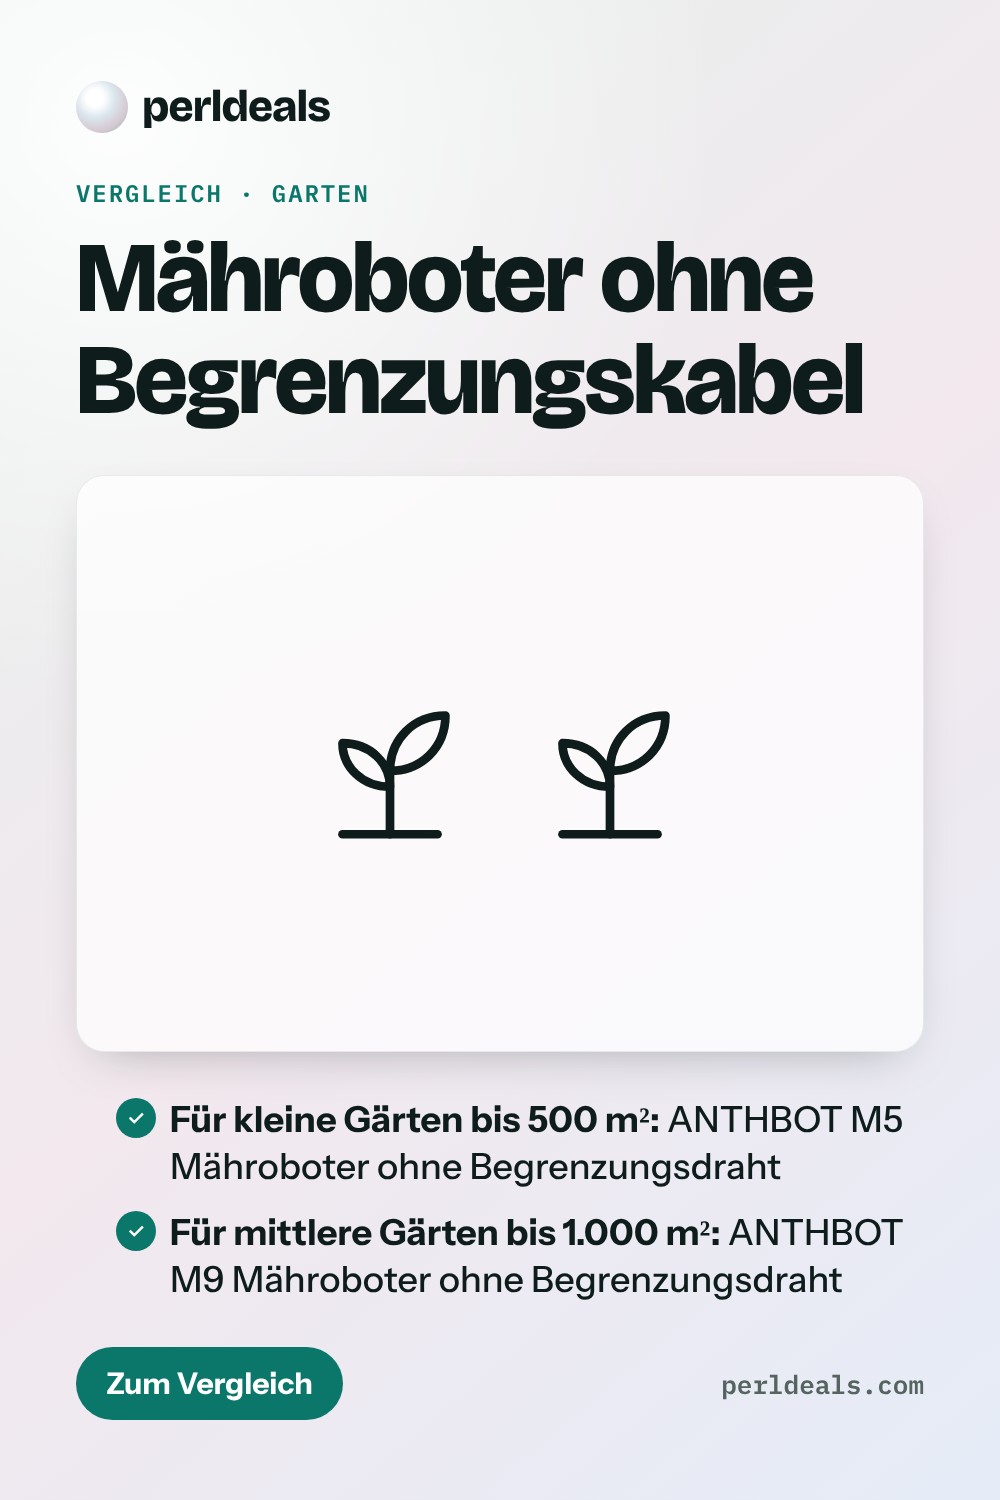 perldeals
VERGLEICH · GARTEN
Mähroboter ohne
Begrenzungskabel
Für kleine Gärten bis 500 m²: ANTHBOT M5
Mähroboter ohne Begrenzungsdraht
Für mittlere Gärten bis 1.000 m²: ANTHBOT
M9 Mähroboter ohne Begrenzungsdraht
Zum Vergleich
perldeals.com